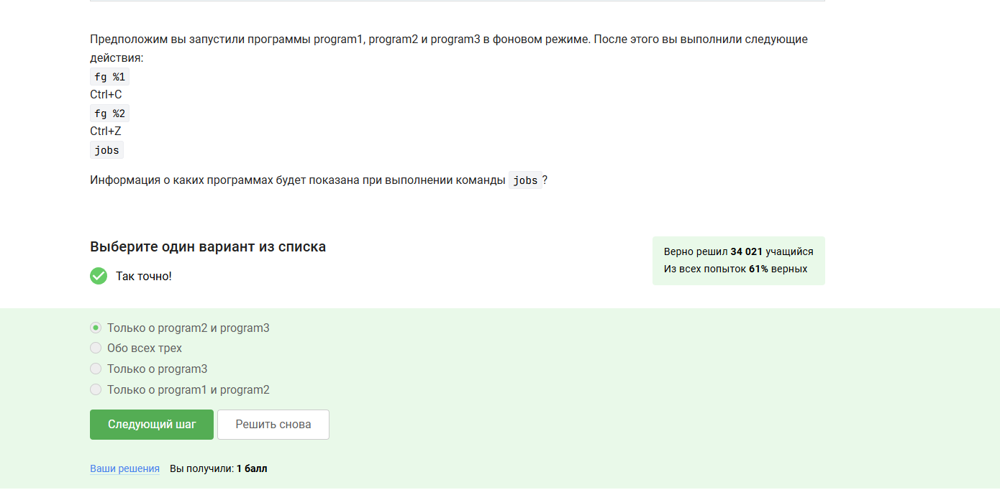 Предположим вы запустили программы program1, program2 и program3 в фоновом режиме. После этого вы выполнили следующие
действия:
fg %1
Ctrl+C
fg %2
Ctrl+Z
jobs
Информация о каких программах будет показана при выполнении команды jobs?
Выберите один вариант из списка
Так точно!
Верно решил 34 021 учащийся
Из всех попыток 61% верных
Только о program2 и program3
Обо всех трех
Только о program3
Только о program1 и program2
Следующий шаг Решить снова
Ваши решения Вы получили: 1 балл